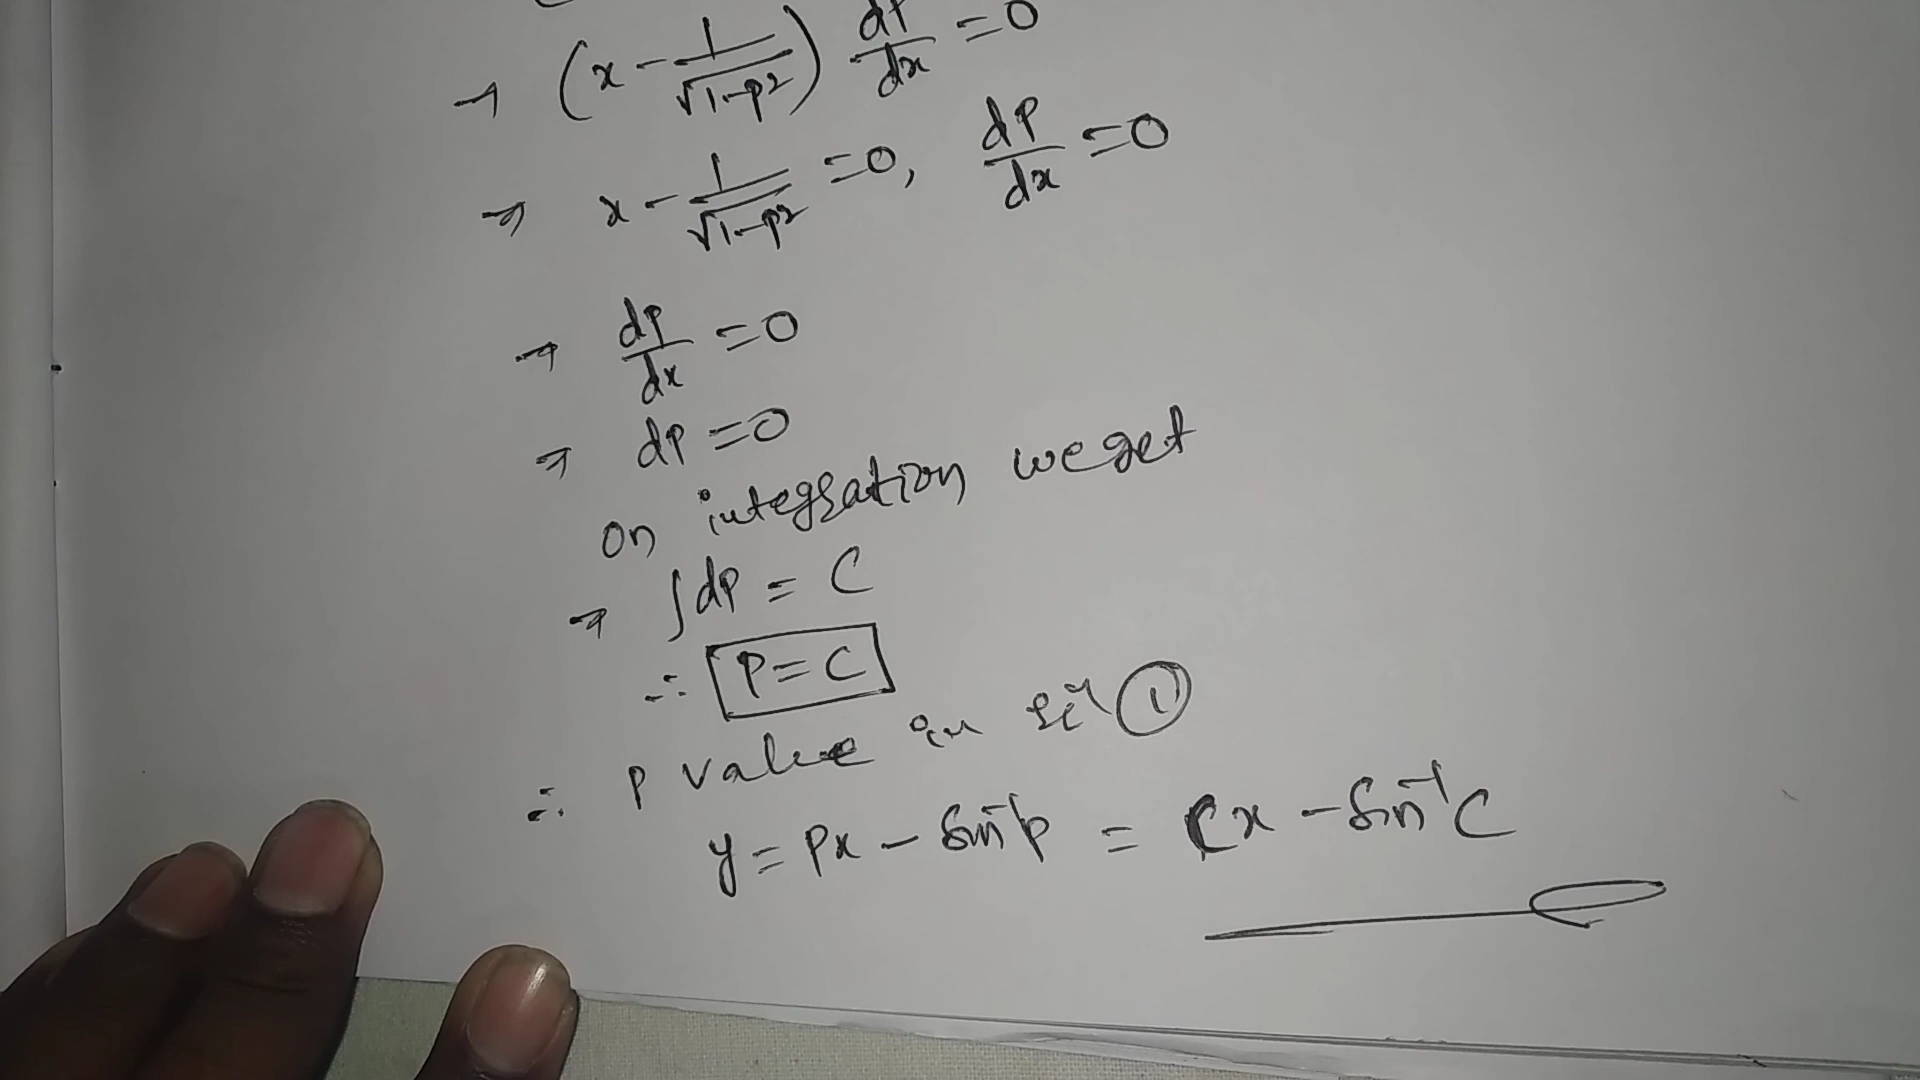 → (x - 1/√1-p²) dp/dx = 0
→ x - 1/√1-p² = 0, dp/dx = 0
→ dp/dx = 0
→ dp = 0
on integration we get
→ ∫dp = C
∴ P = C
∴ P value in ①
y = Px - Sin⁻¹p = Cx - Sin⁻¹C